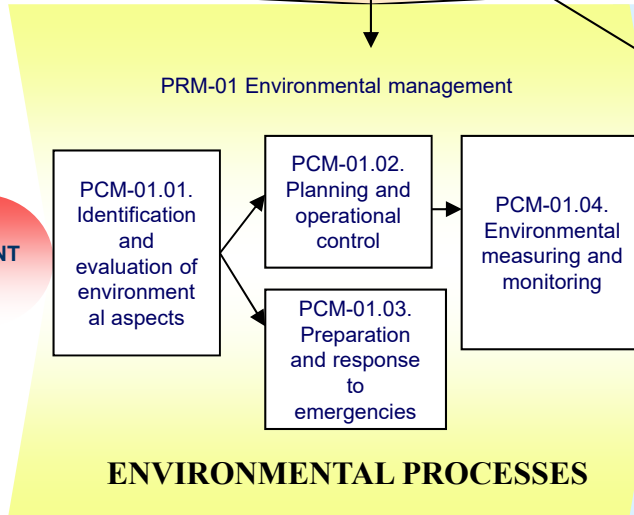 PRM-01 Environmental management
PCM-01.01.
Identification
and
evaluation of
environment
al aspects
PCM-01.02.
Planning and
operational
control
PCM-01.03.
Preparation
and response
to
emergencies
PCM-01.04.
Environmental
measuring and
monitoring
NT
ENVIRONMENTAL PROCESSES